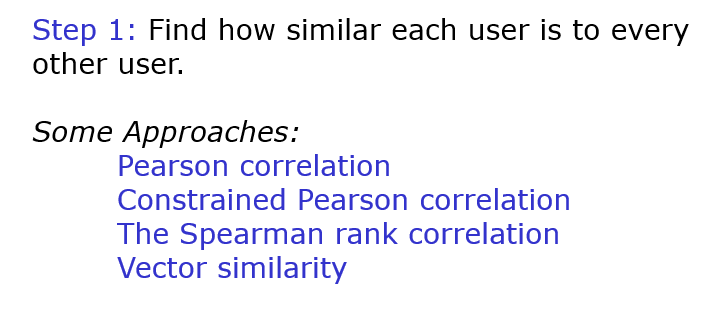 Step 1: Find how similar each user is to every
other user.
Some Approaches:
Pearson correlation
Constrained Pearson correlation
The Spearman rank correlation
Vector similarity